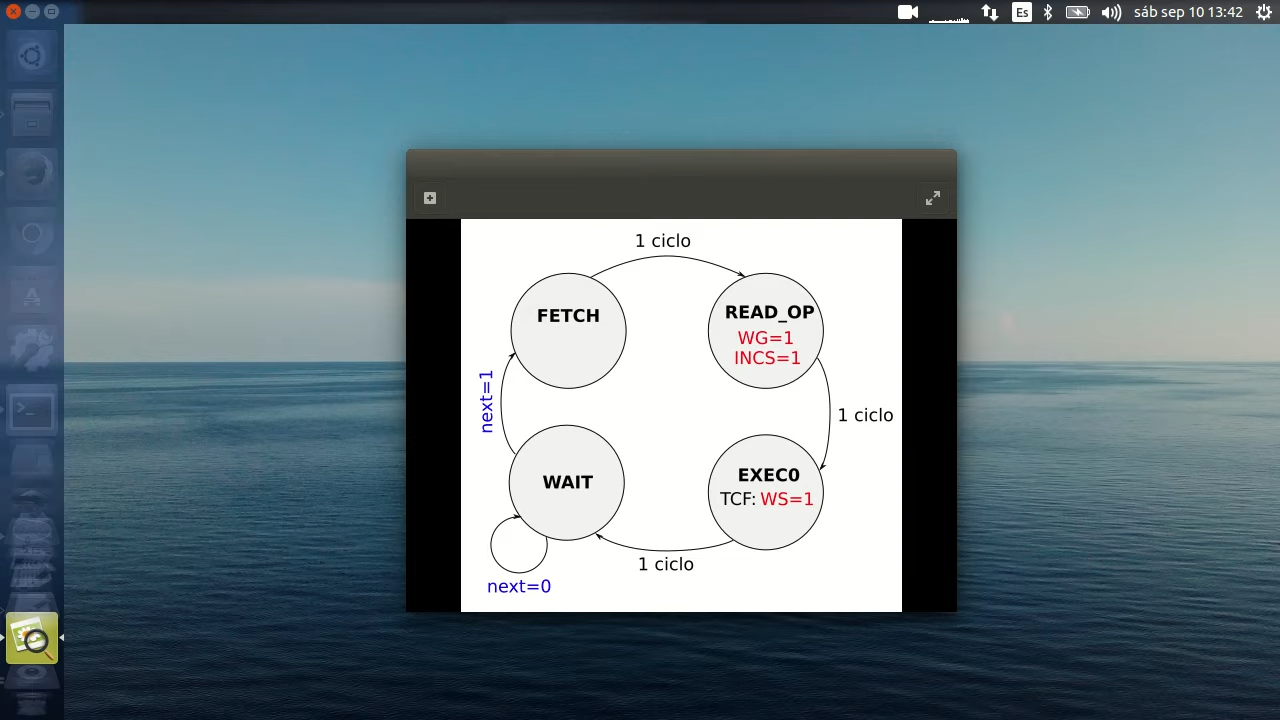 Es
sáb sep 10 13:42
1 ciclo
FETCH
READ_OP
WG=1
INCS=1
next=1
1 ciclo
WAIT
EXEC0
TCF: WS=1
1 ciclo
next=0